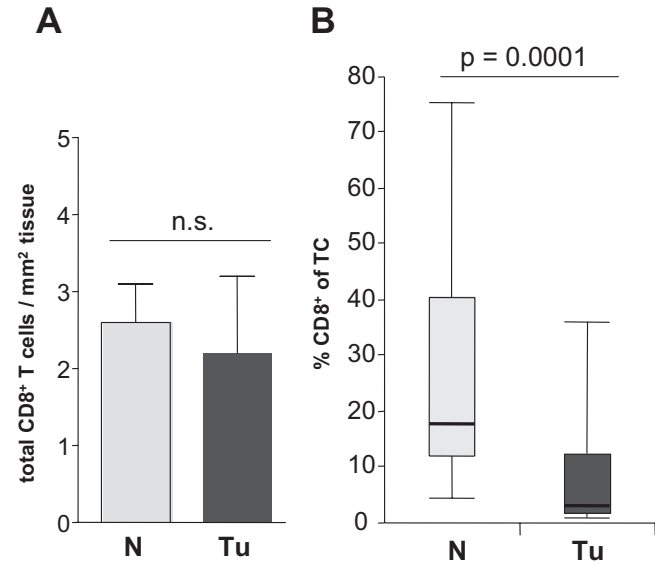 A
total CD8⁺ T cells / mm² tissue
5
4
3
2
1
0
n.s.
N Tu
B
p = 0.0001
% CD8⁺ of TC
80
70
60
50
40
30
20
10
0
N Tu